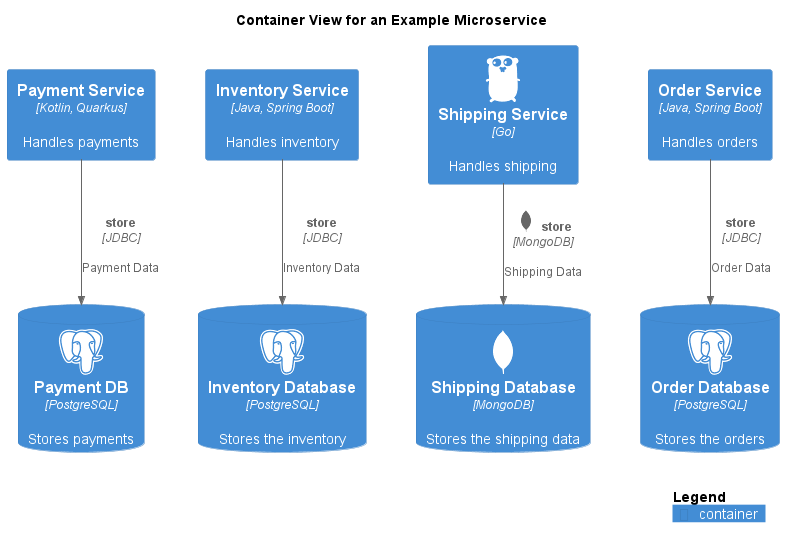 Container View for an Example Microservice
Payment Service
[Kotlin, Quarkus]
Handles payments
Inventory Service
[Java, Spring Boot]
Handles inventory
Shipping Service
[Go]
Handles shipping
Order Service
[Java, Spring Boot]
Handles orders
store
[JDBC]
Payment Data
store
[JDBC]
Inventory Data
store
[MongoDB]
Shipping Data
store
[JDBC]
Order Data
Payment DB
[PostgreSQL]
Stores payments
Inventory Database
[PostgreSQL]
Stores the inventory
Shipping Database
[MongoDB]
Stores the shipping data
Order Database
[PostgreSQL]
Stores the orders
Legend
container